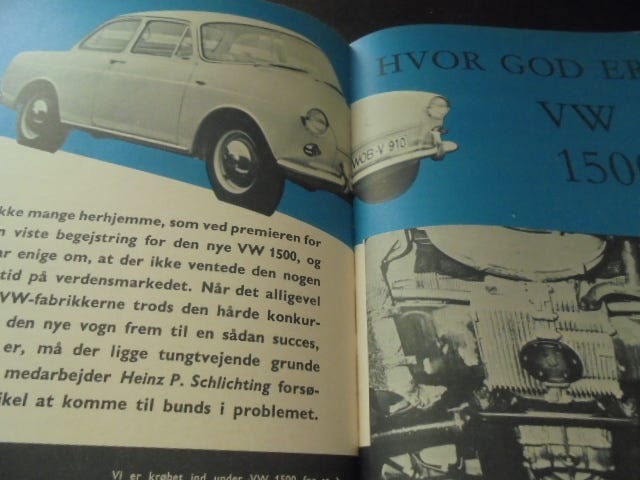 HVOR GOD ER
VW
1500
WOB-V 910
ikke mange herhjemme, som ved premieren for
viste begejstring for den nye VW 1500, og
enige om, at der ikke ventede den nogen
tid på verdensmarkedet. Når det alligevel
VW-fabrikkerne trods den hårde konkur-
den nye vogn frem til en sådan succes,
er, må der ligge tungtvejende grunde
medarbejder Heinz P. Schlichting forsø-
ikel at komme til bunds i problemet.
Vi er krøbet ind under VW 1500 for